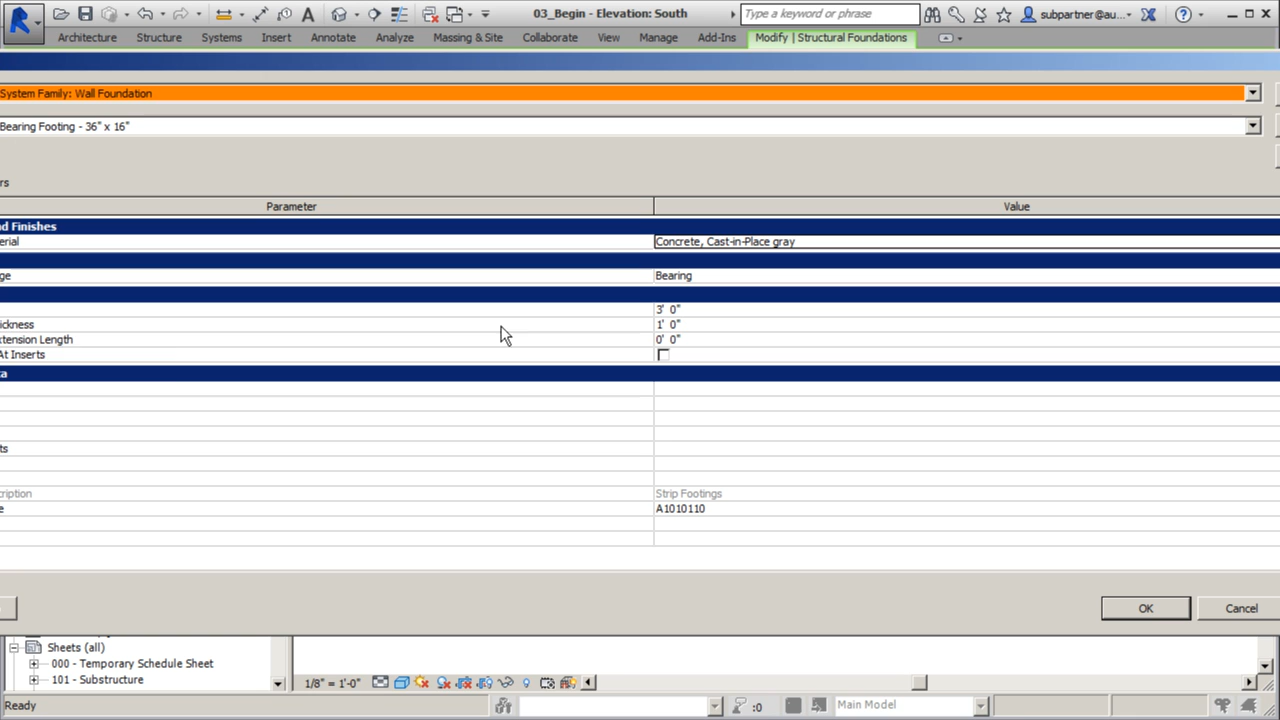 03_Begin - Elevation: South
Type a keyword or phrase
subpartner@au...
Architecture Structure Systems Insert Annotate Analyze Massing & Site Collaborate View Manage Add-Ins Modify | Structural Foundations
System Family: Wall Foundation
Bearing Footing - 36" x 16"
rs
Parameter Value
d Finishes
erial Concrete, Cast-in-Place gray
ge Bearing
3' 0"
ickness 1' 0"
tension Length 0' 0"
At Inserts
ta
ts
cription Strip Footings
e A1010110
OK Cancel
Sheets (all)
000 - Temporary Schedule Sheet
101 - Substructure
1/8" = 1'-0"
Ready :0 Main Model